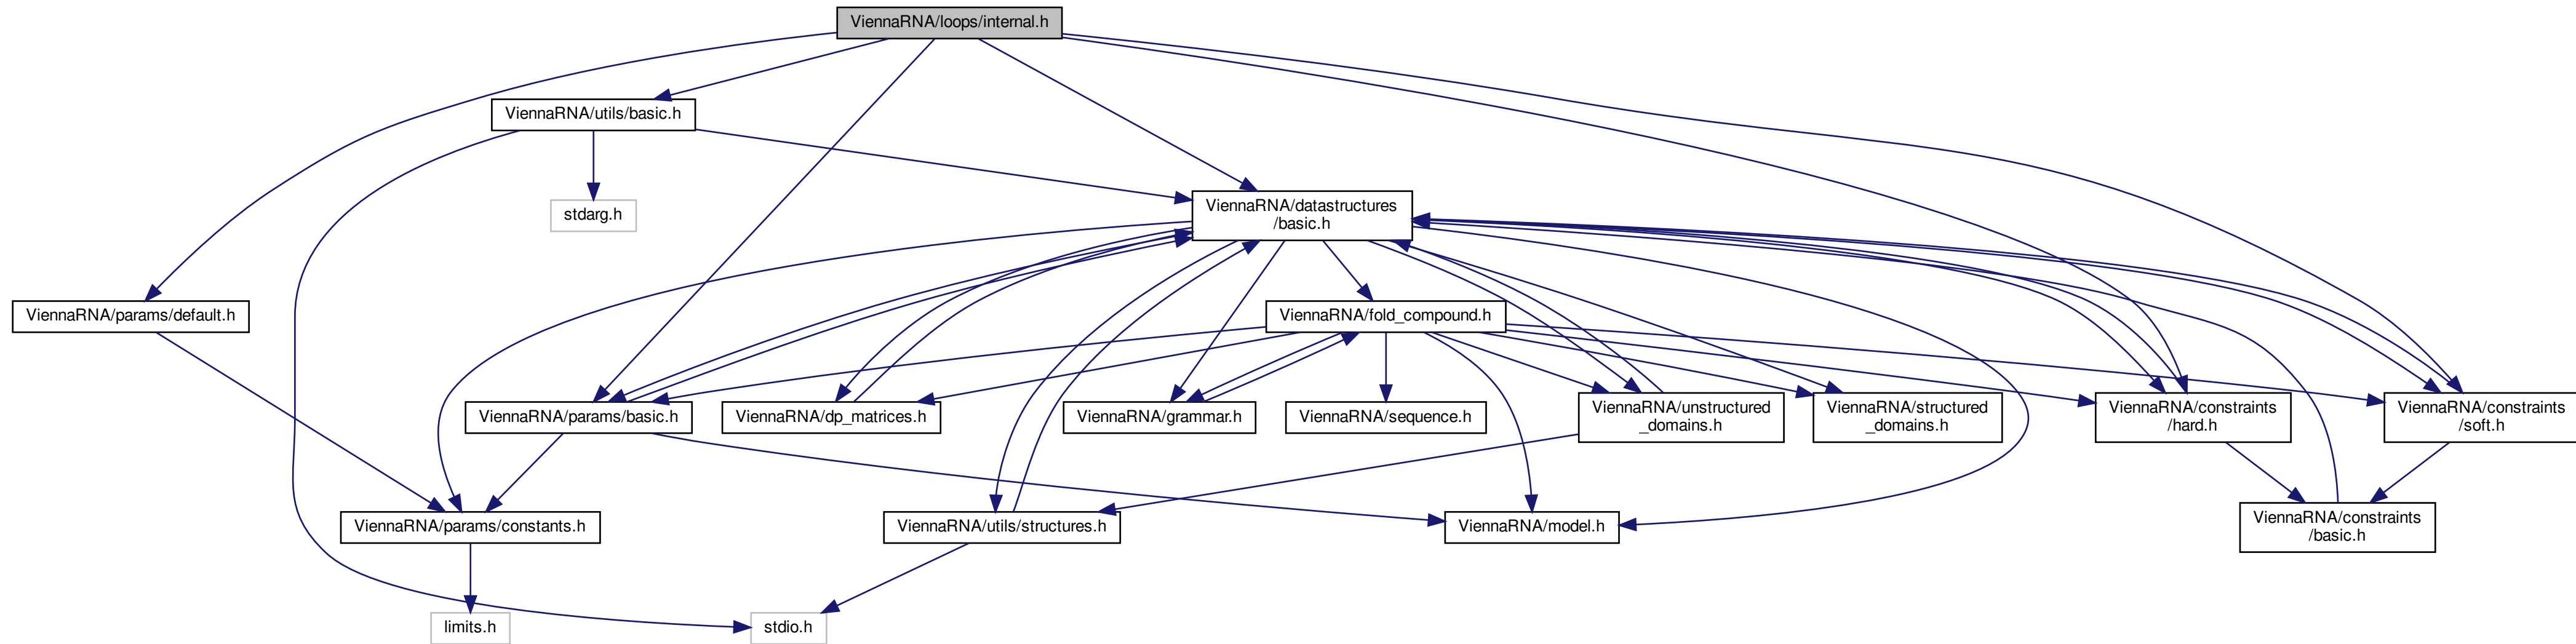 ViennaRNA/loops/internal.h
ViennaRNA/utils/basic.h
stdarg.h
ViennaRNA/datastructures
/basic.h
ViennaRNA/params/default.h
ViennaRNA/fold_compound.h
ViennaRNA/params/basic.h
ViennaRNA/dp_matrices.h
ViennaRNA/grammar.h
ViennaRNA/sequence.h
ViennaRNA/unstructured
_domains.h
ViennaRNA/structured
_domains.h
ViennaRNA/constraints
/hard.h
ViennaRNA/constraints
/soft.h
ViennaRNA/params/constants.h
ViennaRNA/utils/structures.h
ViennaRNA/model.h
ViennaRNA/constraints
/basic.h
limits.h
stdio.h